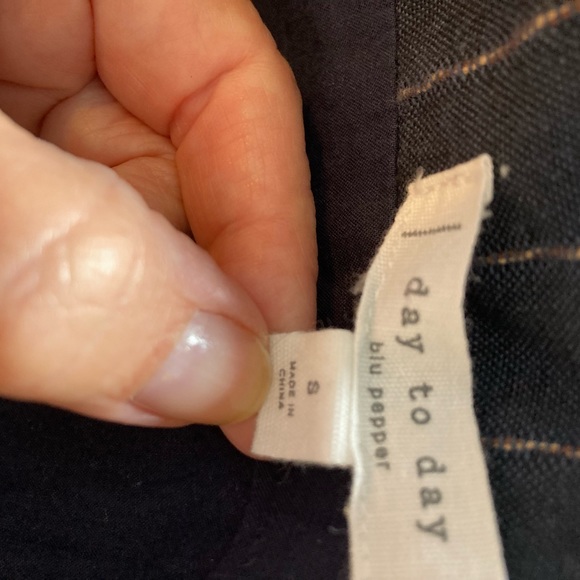 day to day
blu pepper
S
MADE IN
CHINA